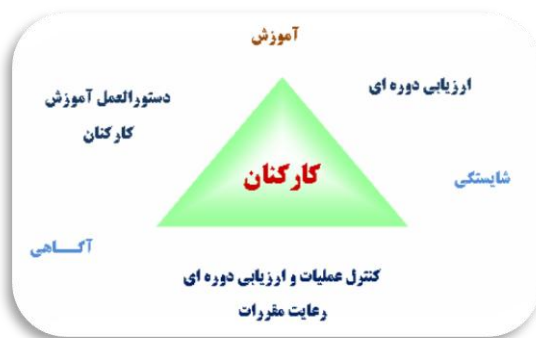 آموزش
ارزیابی دوره ای
دستورالعمل آموزش
کارکنان
کارکنان
شایستگی
آگـــاهی
کنترل عملیات و ارزیابی دوره ای
رعایت مقررات